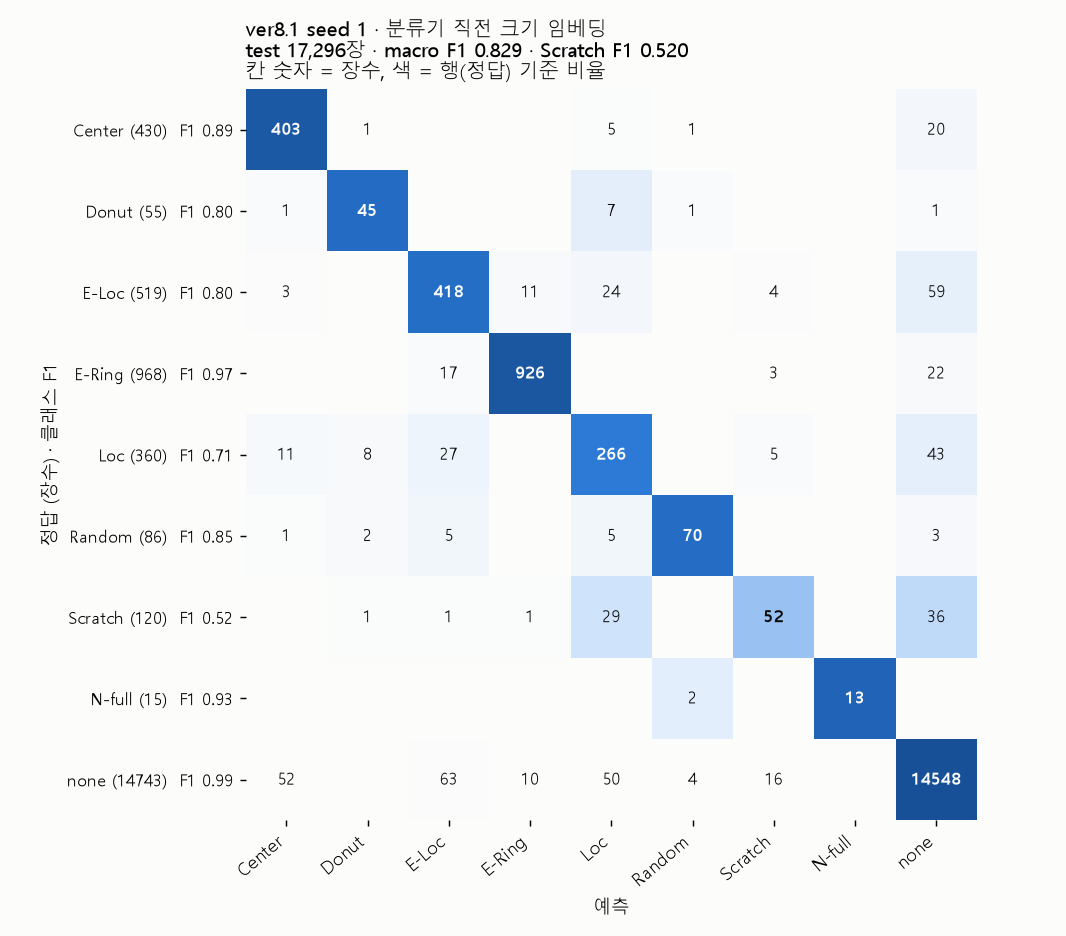 ver8.1 seed 1 · 분류기 직전 크기 임베딩
test 17,296장 · macro F1 0.829 · Scratch F1 0.520
칸 숫자 = 장수, 색 = 행(정답) 기준 비율
정답 (장수) · 클래스 F1
Center (430) F1 0.89 403 1 5 1 20
Donut (55) F1 0.80 1 45 7 1 1
E-Loc (519) F1 0.80 3 418 11 24 4 59
E-Ring (968) F1 0.97 17 926 3 22
Loc (360) F1 0.71 11 8 27 266 5 43
Random (86) F1 0.85 1 2 5 5 70 3
Scratch (120) F1 0.52 1 1 1 29 52 36
N-full (15) F1 0.93 2 13
none (14743) F1 0.99 52 63 10 50 4 16 14548
Center Donut E-Loc E-Ring Loc Random Scratch N-full none
예측